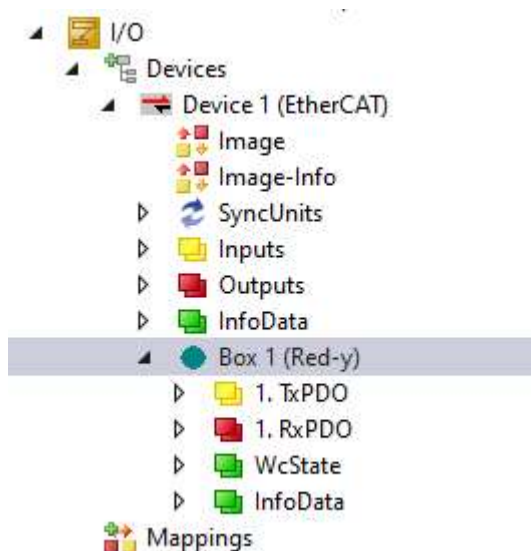 I/O
Devices
Device 1 (EtherCAT)
Image
Image-Info
SyncUnits
Inputs
Outputs
InfoData
Box 1 (Red-y)
1. TxPDO
1. RxPDO
WcState
InfoData
Mappings